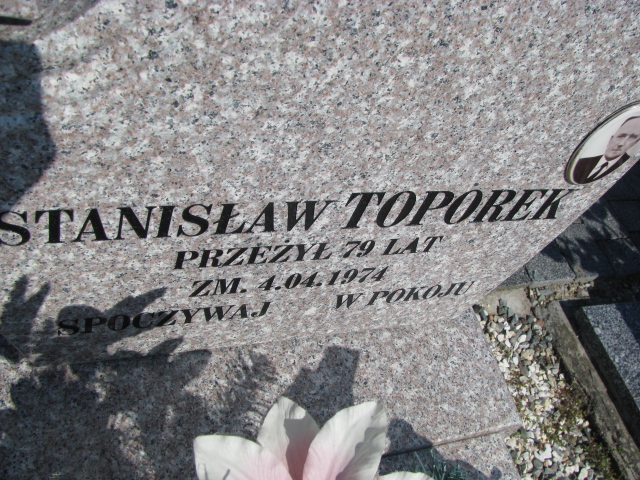 STANISŁAW TOPOREK
PRZEŻYŁ 79 LAT
ZM. 4.04.1974
SPOCZYWAJ W POKOJU